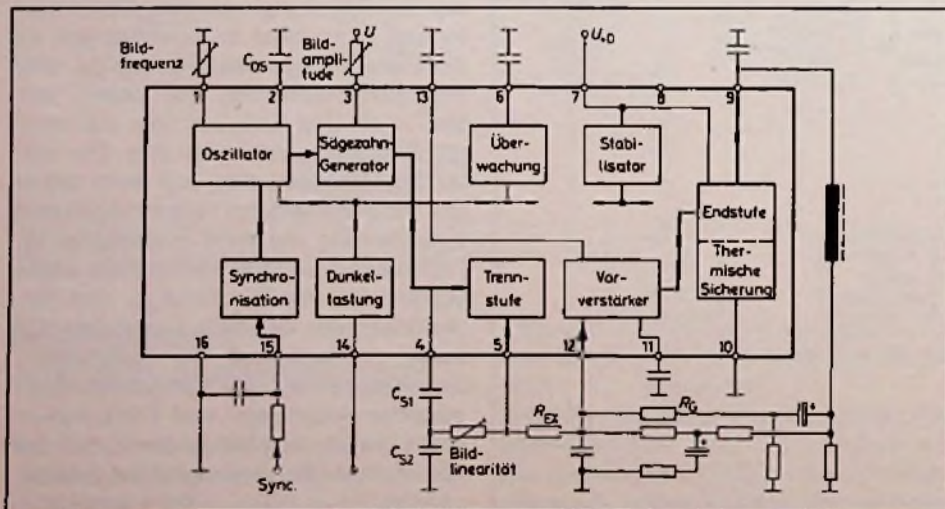 Bild-
frequenz
C_OS
U
Bild-
ampli-
tude
U+D
1
2
3
13
6
7
8
9
Oszillator
Sägezahn-
Generator
Über-
wachung
Stabi-
lisator
Endstufe
Ther-
mische
Sicherung
Synchro-
nisation
Dunkel-
tastung
Trenn-
stufe
Vor-
verstärker
16
15
14
4
5
12
11
10
C_S1
C_S2
Bild-
linearität
R_EX
R_G
+
+
Sync.